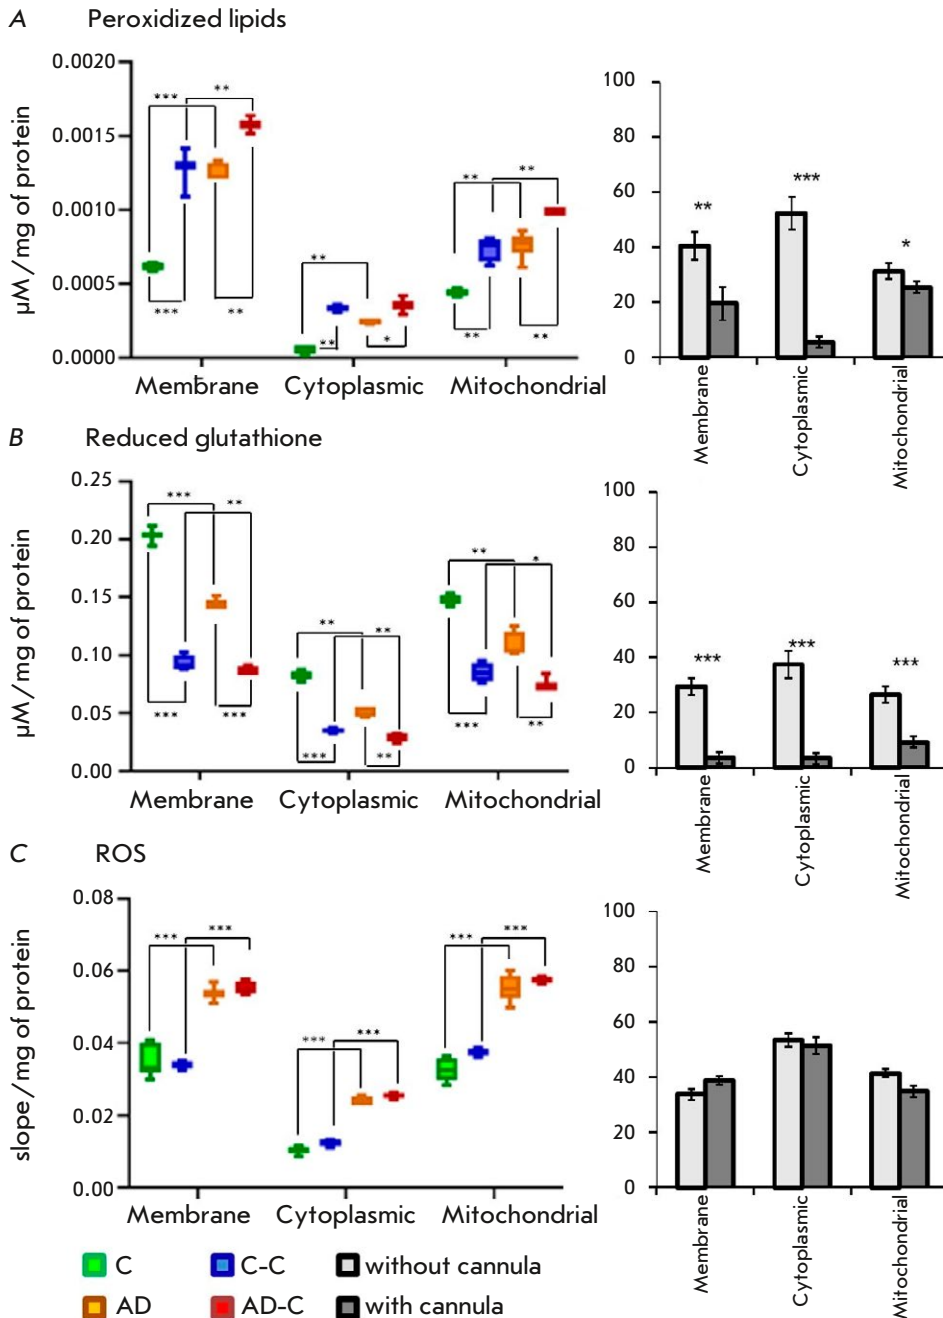 A Peroxidized lipids
µM/mg of protein
0.0020
0.0015
0.0010
0.0005
0.0000
*** ** ** ** ** **
*** ** ** * ** **
Membrane Cytoplasmic Mitochondrial
100
80
60
40
20
0
** *** *
Membrane
Cytoplasmic
Mitochondrial
B Reduced glutathione
µM/mg of protein
0.25
0.20
0.15
0.10
0.05
0.00
*** ** ** ** ** *
*** *** *** ** *** **
Membrane Cytoplasmic Mitochondrial
100
80
60
40
20
0
*** *** ***
Membrane
Cytoplasmic
Mitochondrial
C ROS
slope/mg of protein
0.08
0.06
0.04
0.02
0.00
*** *** *** *** *** ***
Membrane Cytoplasmic Mitochondrial
100
80
60
40
20
0
Membrane
Cytoplasmic
Mitochondrial
C C-C without cannula
AD AD-C with cannula